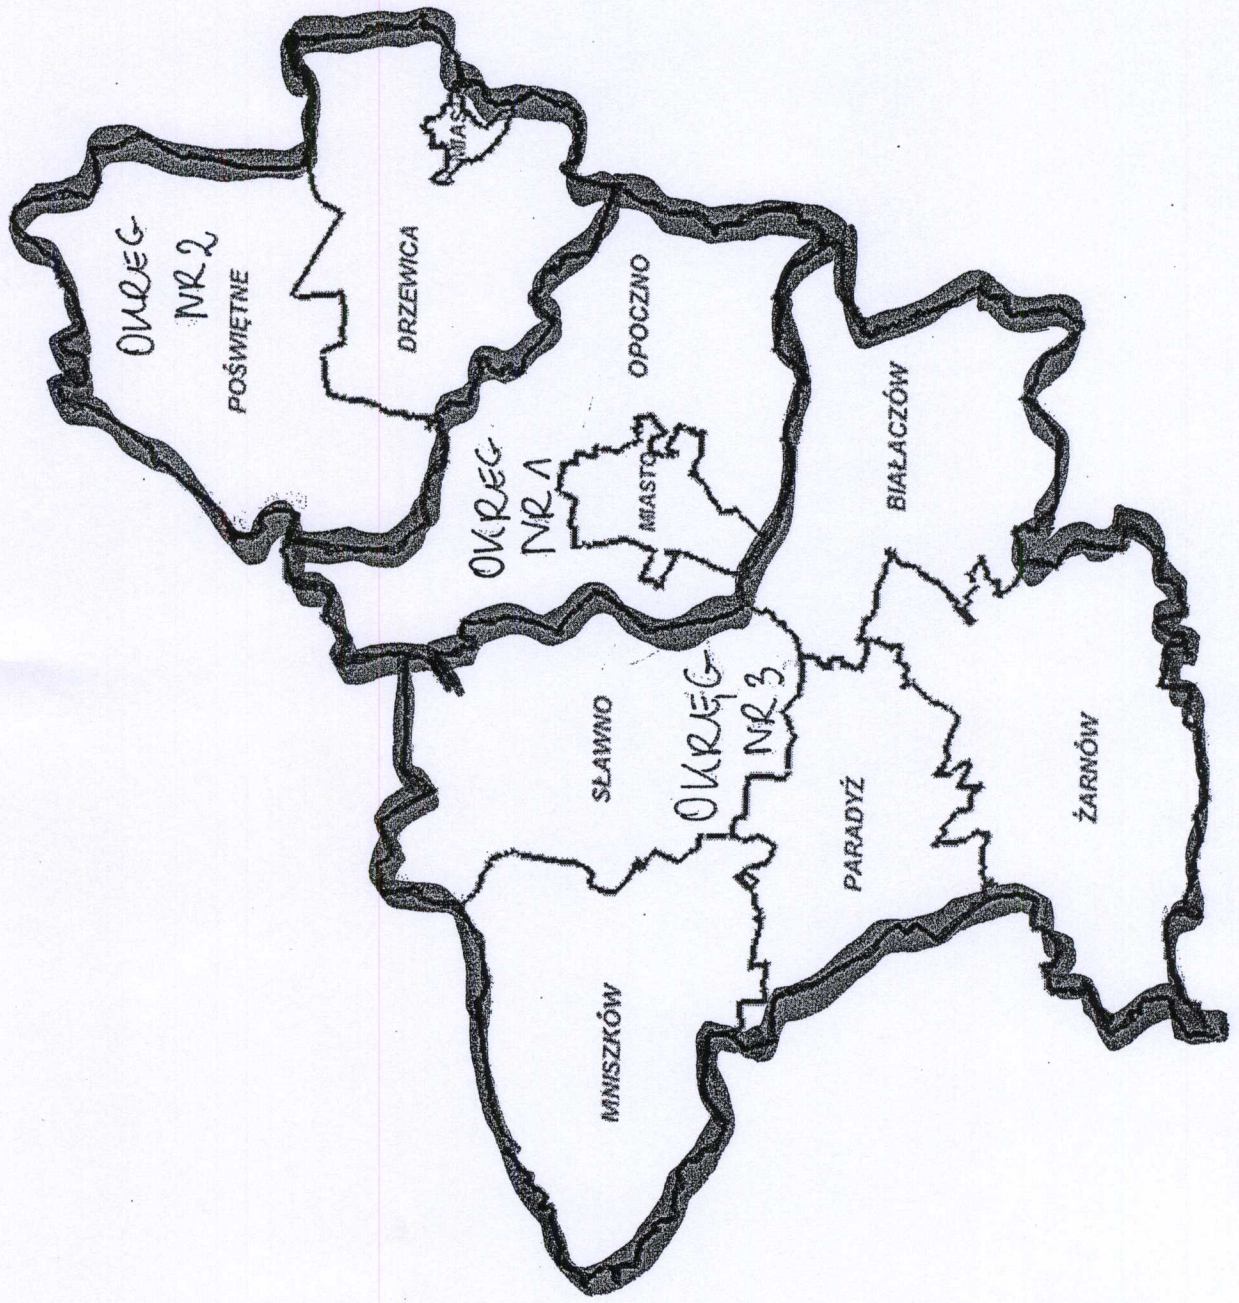 OKRĘG
NR 2
POŚWIĘTNE
DRZEWICA
OKRĘG
NR 1
MIASTO
OPOCZNO
SŁAWNO
OKRĘG
NR 3
MNISZKÓW
PARADYŻ
BIAŁACZÓW
ŻARNÓW